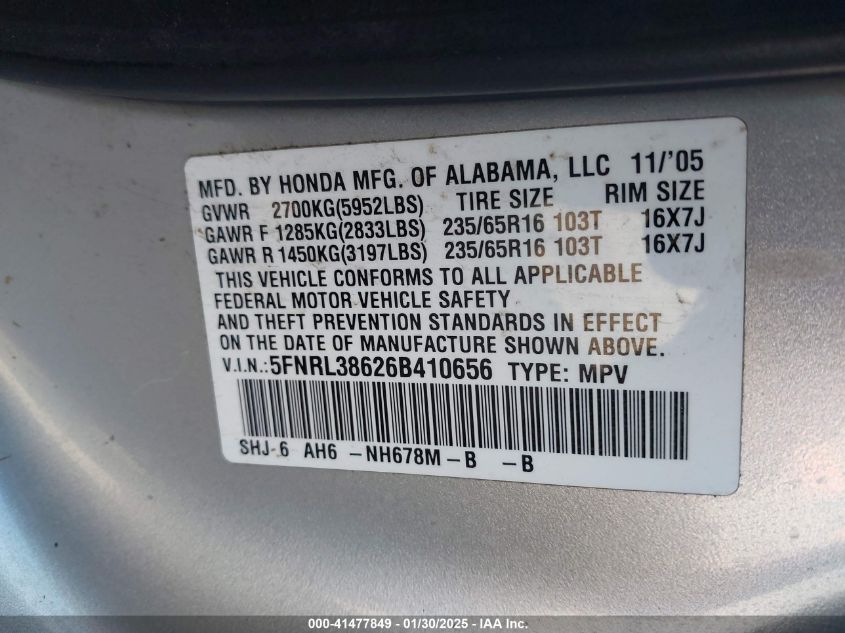 MFD. BY HONDA MFG. OF ALABAMA, LLC 11/'05
GVWR 2700KG(5952LBS) TIRE SIZE RIM SIZE
GAWR F 1285KG(2833LBS) 235/65R16 103T 16X7J
GAWR R 1450KG(3197LBS) 235/65R16 103T 16X7J
THIS VEHICLE CONFORMS TO ALL APPLICABLE
FEDERAL MOTOR VEHICLE SAFETY
AND THEFT PREVENTION STANDARDS IN EFFECT
ON THE DATE OF MANUFACTURE SHOWN ABOVE.
V.I.N.:5FNRL38626B410656 TYPE: MPV
SHJ-6 AH6 -NH678M-B -B
000-41477849 | 01/30/2025 - IAA Inc.